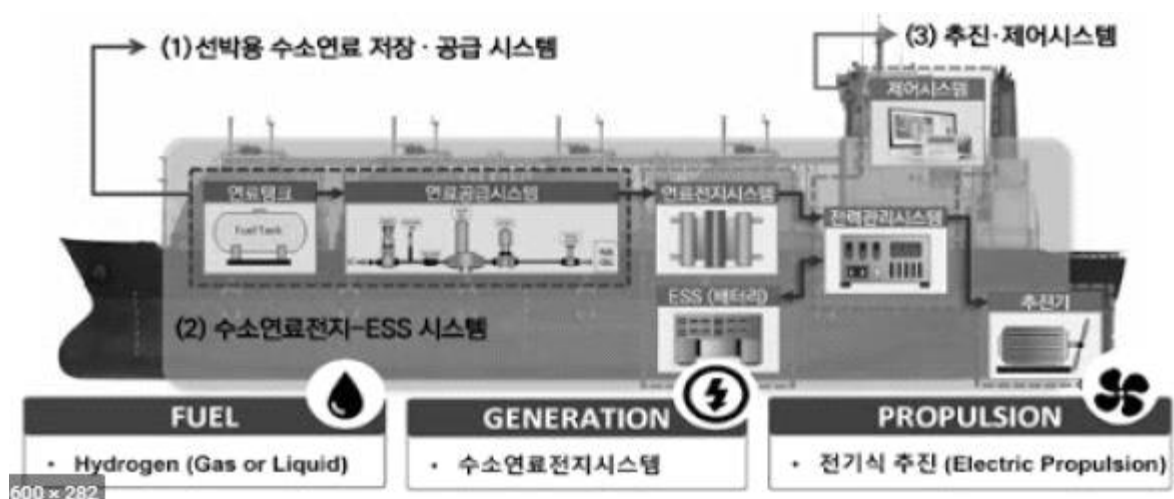 (1) 선박용 수소연료 저장 · 공급 시스템
(3) 추진·제어시스템
제어시스템
연료탱크
연료공급시스템
연료전지시스템
전력관리시스템
Fuel Tank
ESS (배터리)
추진기
(2) 수소연료전지-ESS 시스템
FUEL
GENERATION
PROPULSION
· Hydrogen (Gas or Liquid)
· 수소연료전지시스템
· 전기식 추진 (Electric Propulsion)
600 × 282